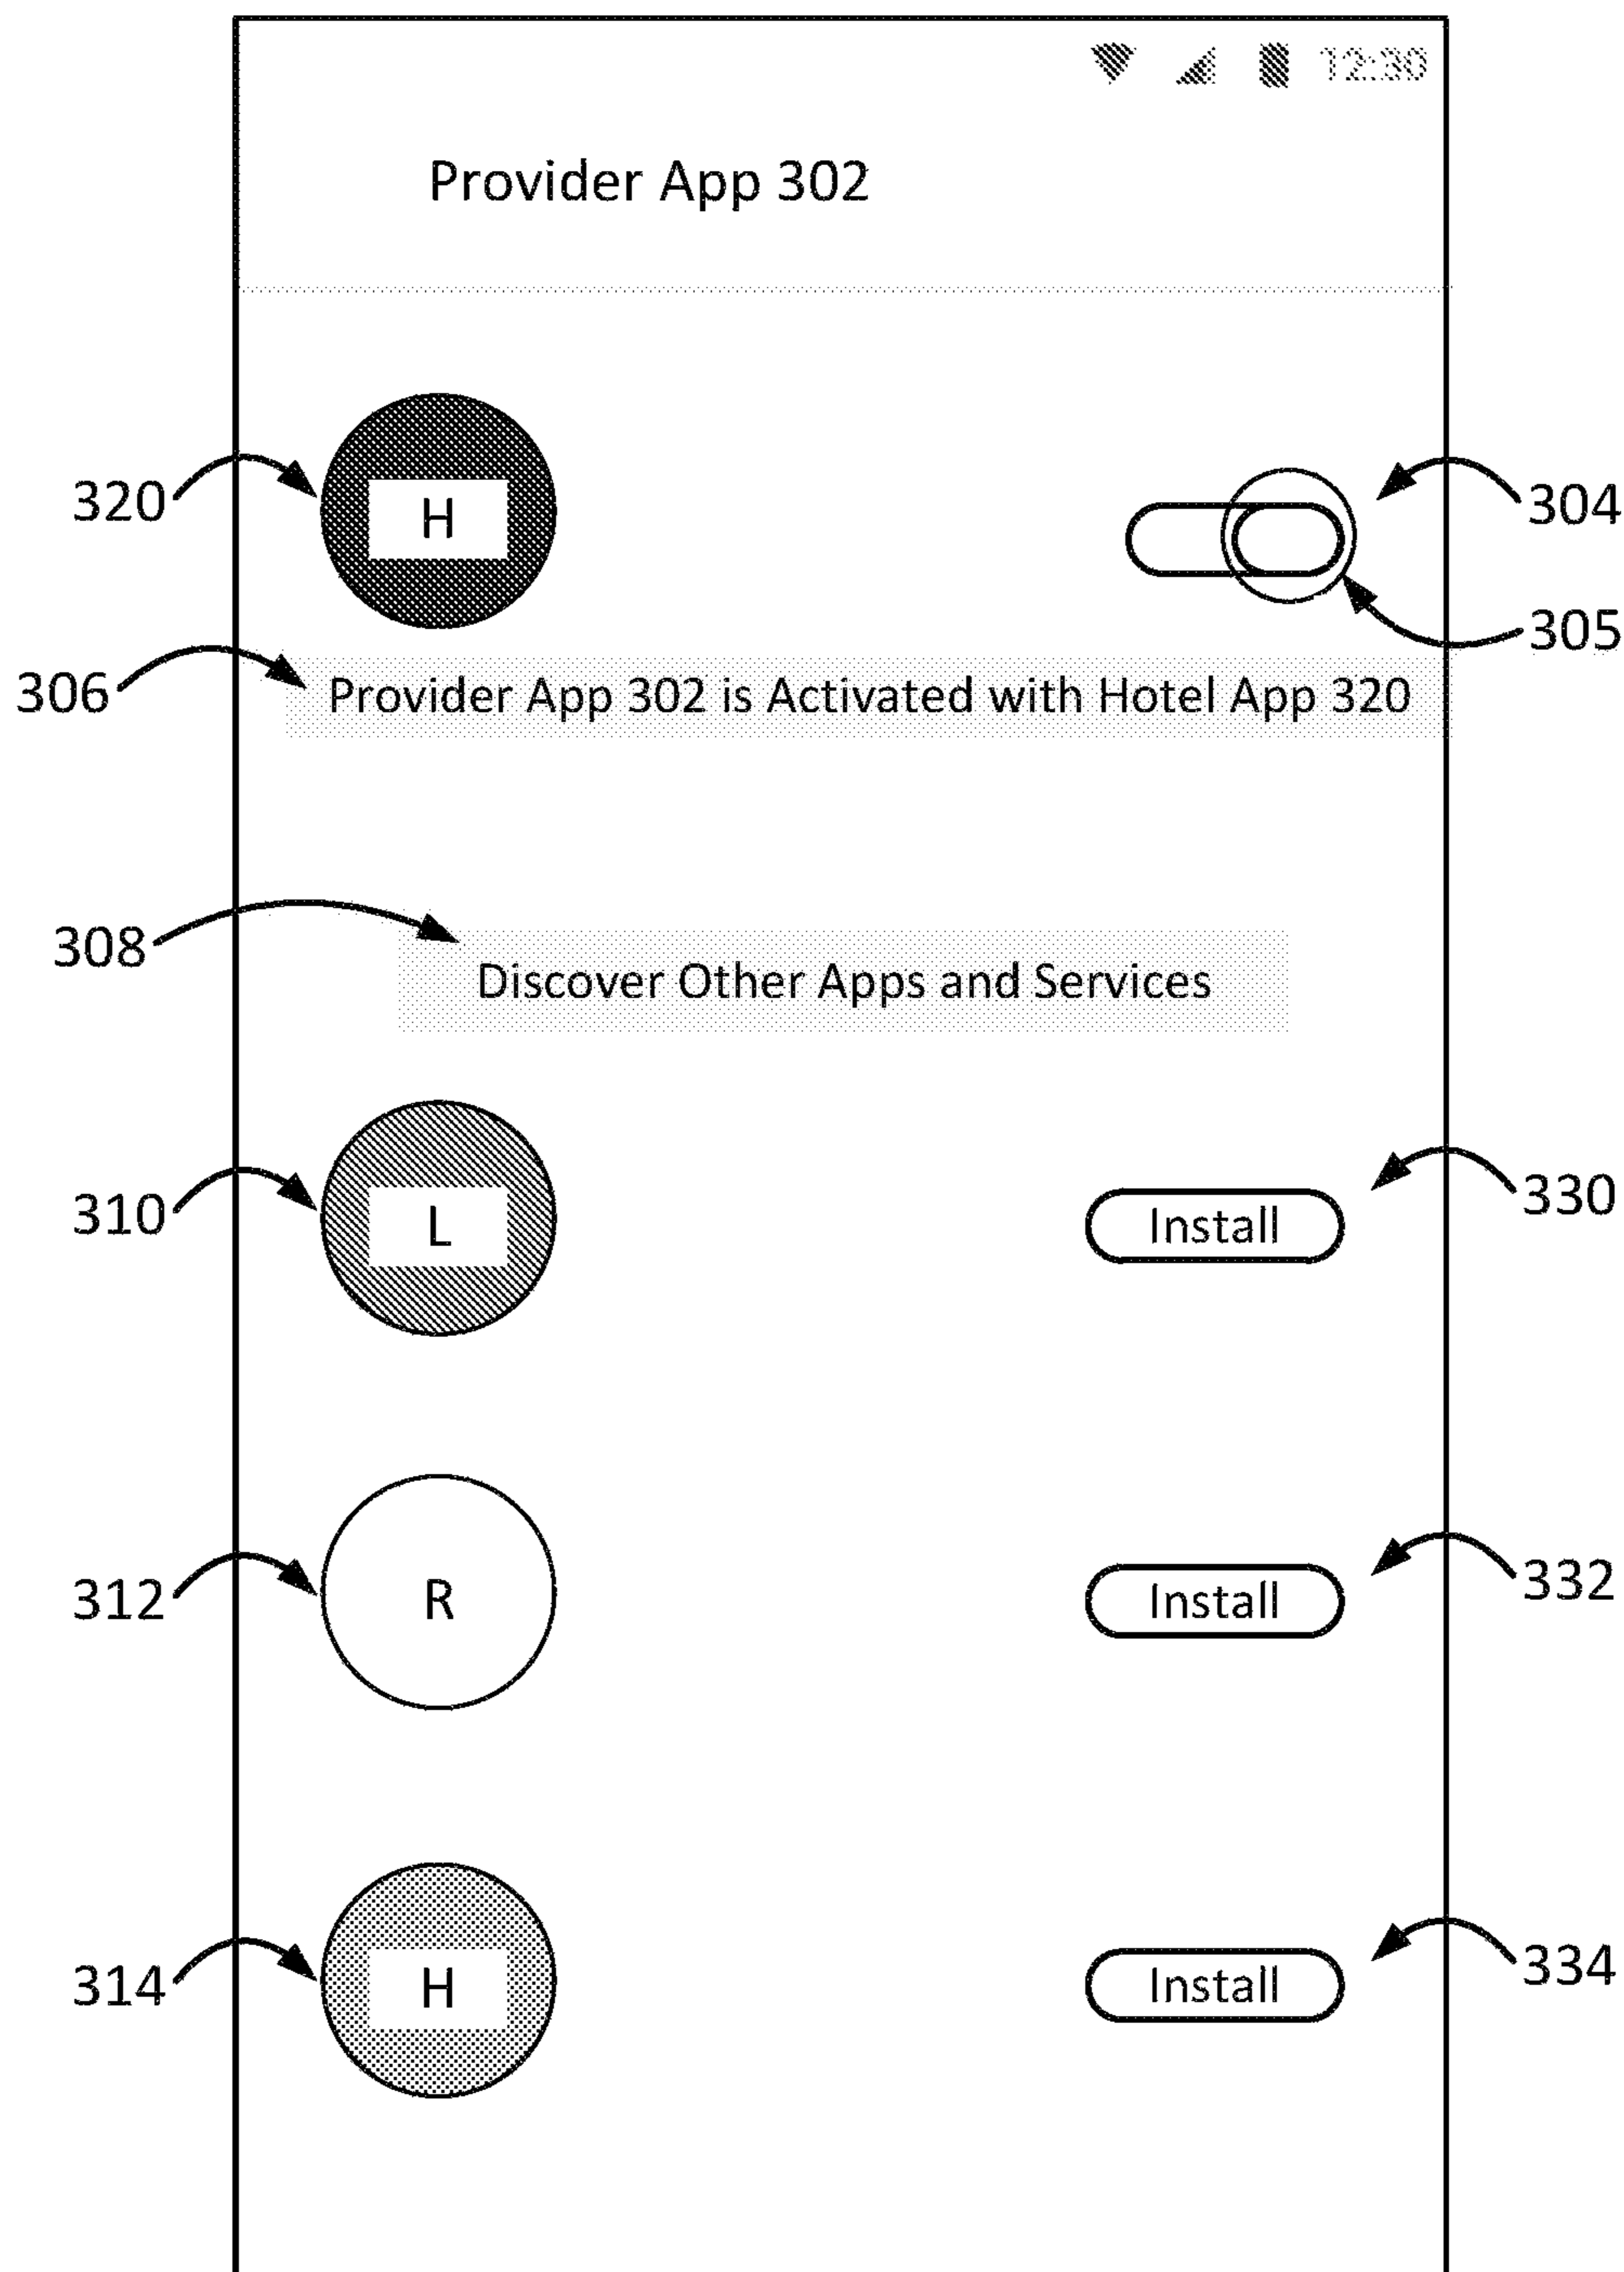 12:30
Provider App 302
320
H
304
305
306
Provider App 302 is Activated with Hotel App 320
308
Discover Other Apps and Services
310
L
Install
330
312
R
Install
332
314
H
Install
334